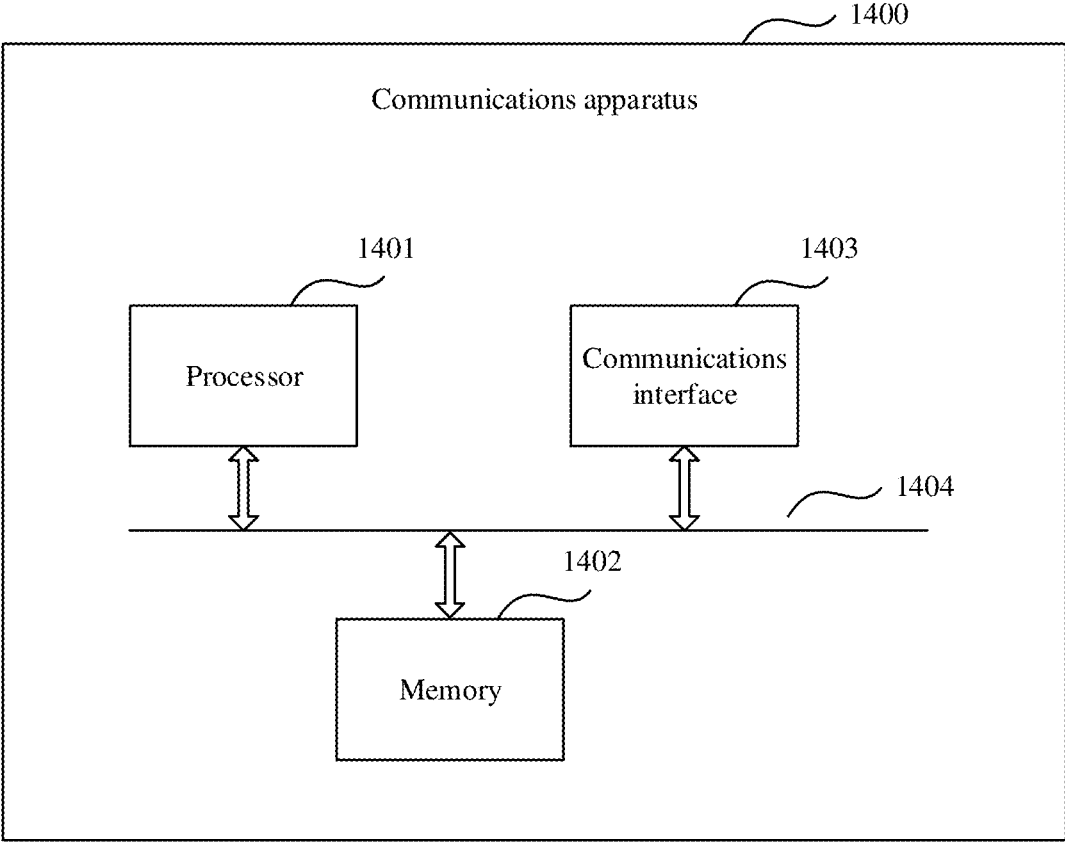 1400
Communications apparatus
1401
1403
Processor
Communications
interface
1404
1402
Memory